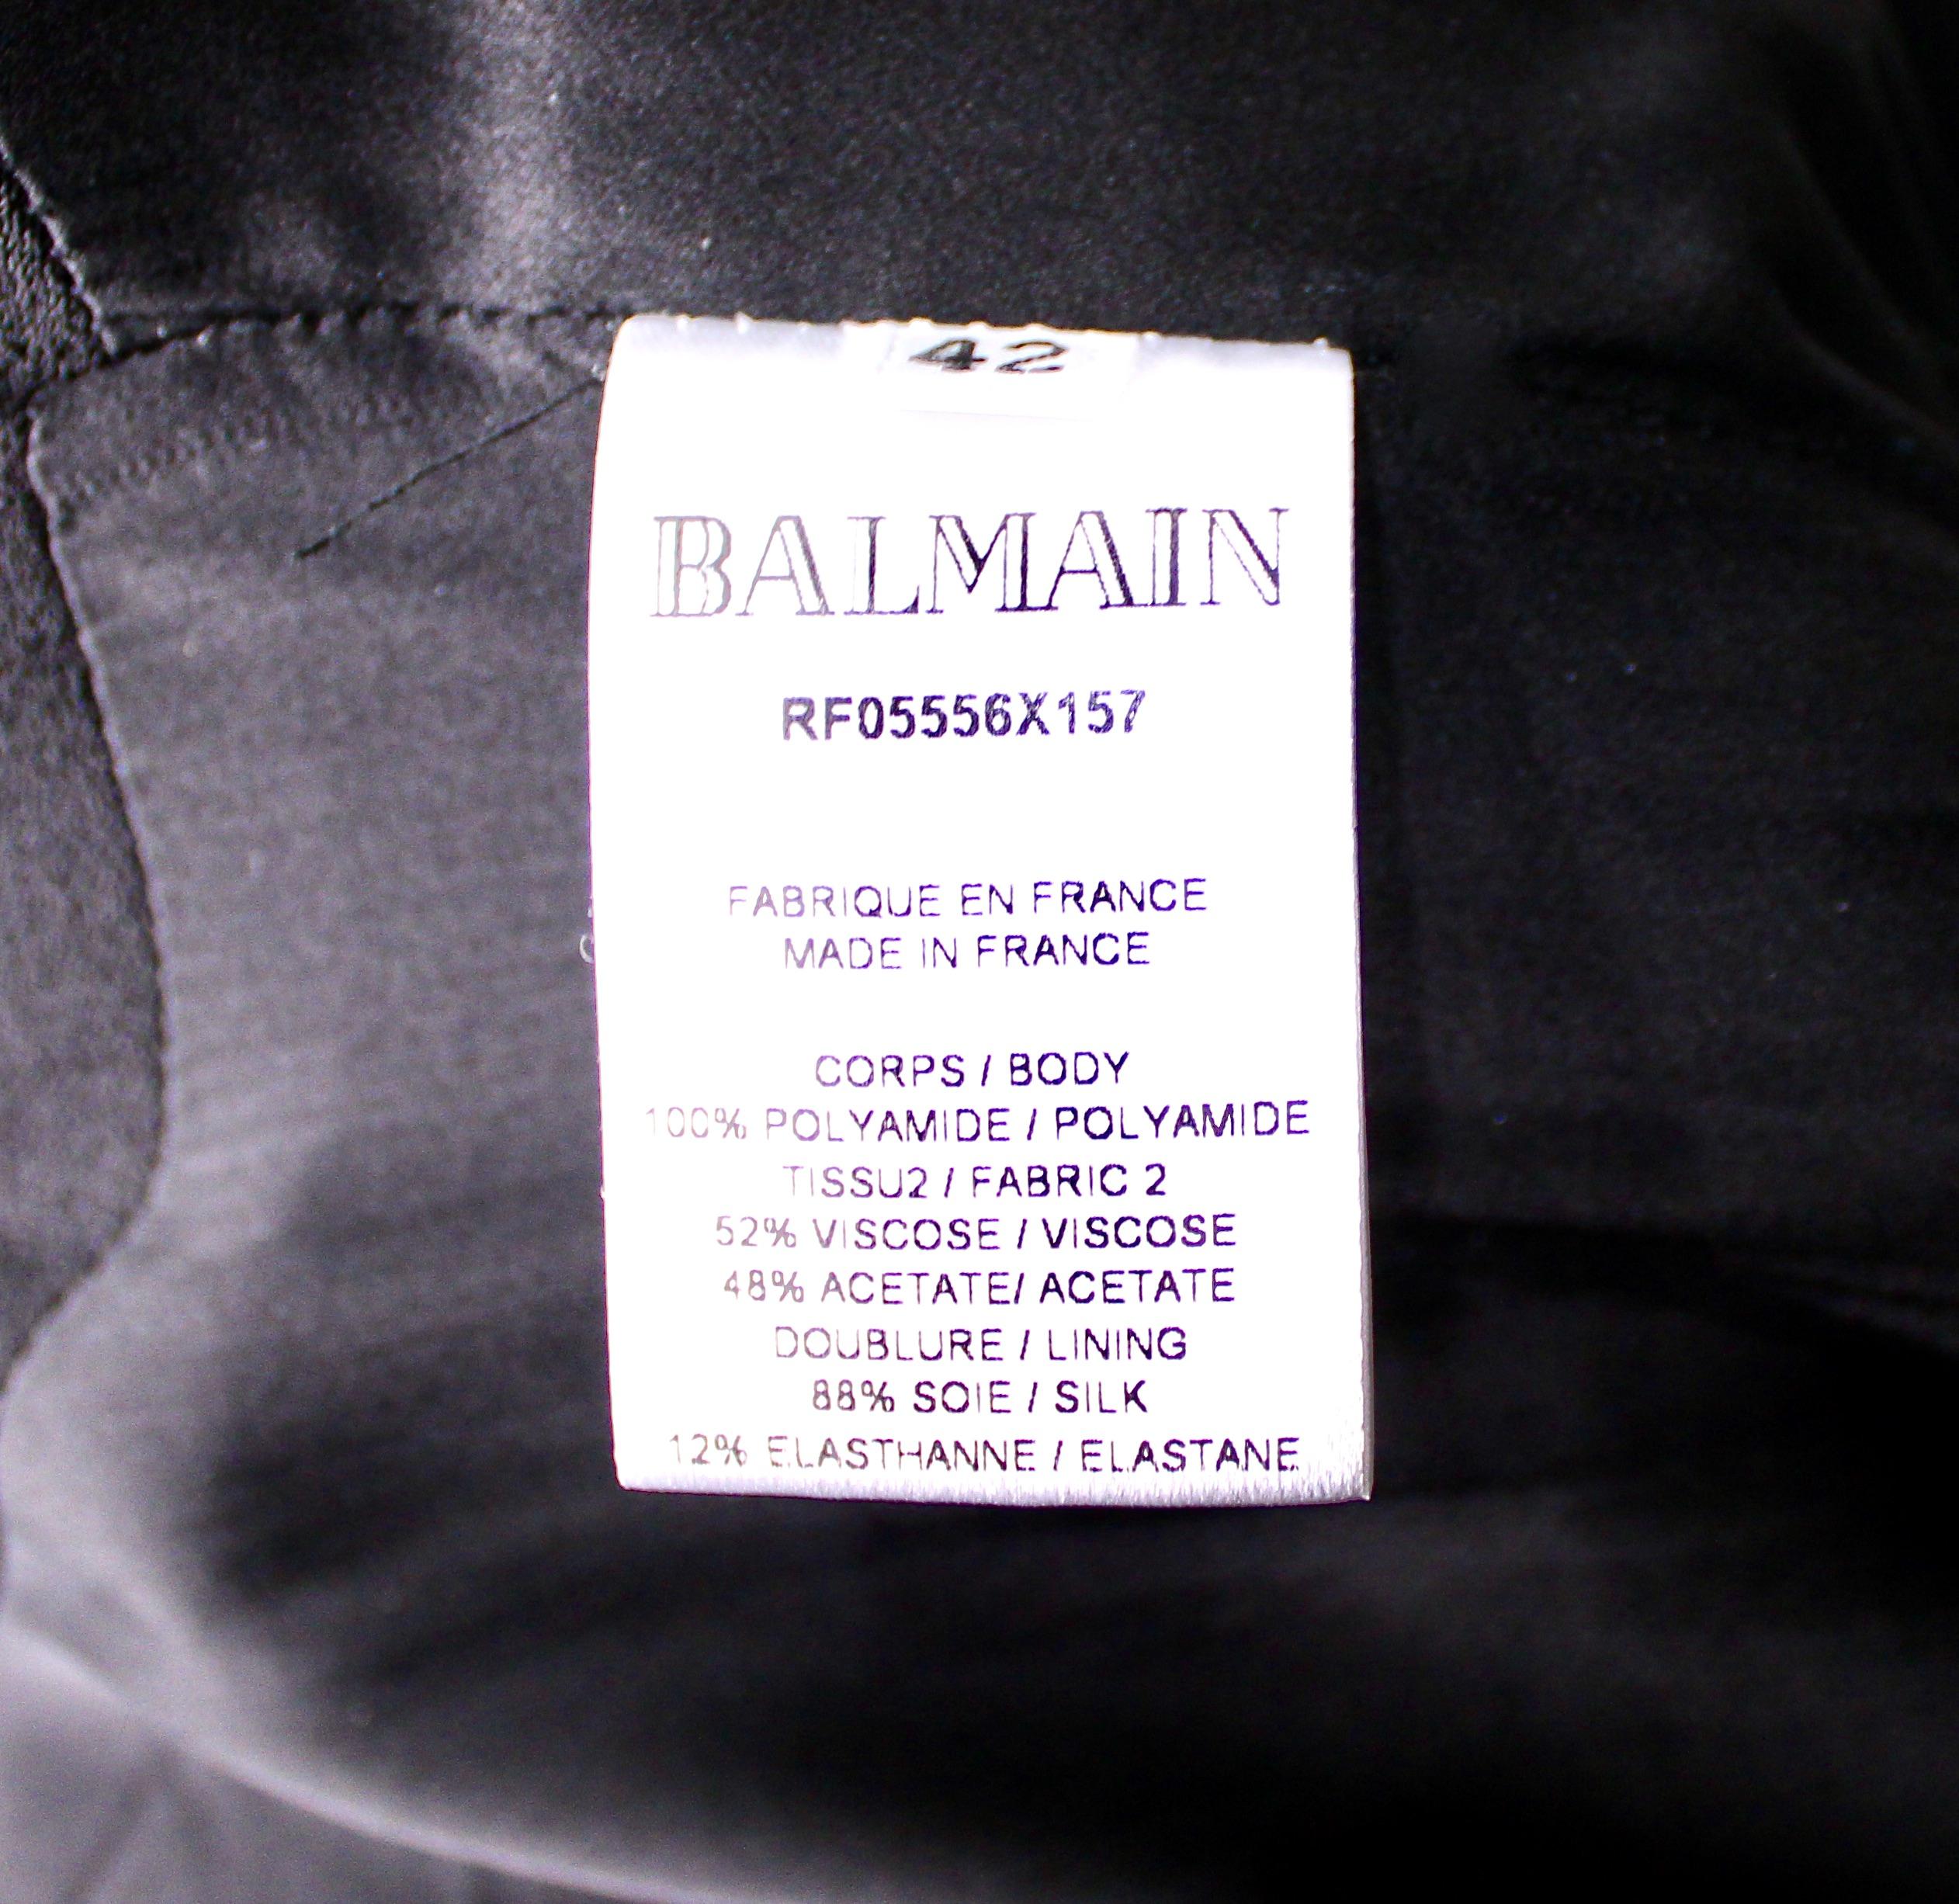 42
BALMAIN
RF05556X157
FABRIQUE EN FRANCE
MADE IN FRANCE
CORPS / BODY
100% POLYAMIDE / POLYAMIDE
TISSU2 / FABRIC 2
52% VISCOSE / VISCOSE
48% ACETATE/ ACETATE
DOUBLURE / LINING
88% SOIE / SILK
12% ELASTHANNE / ELASTANE